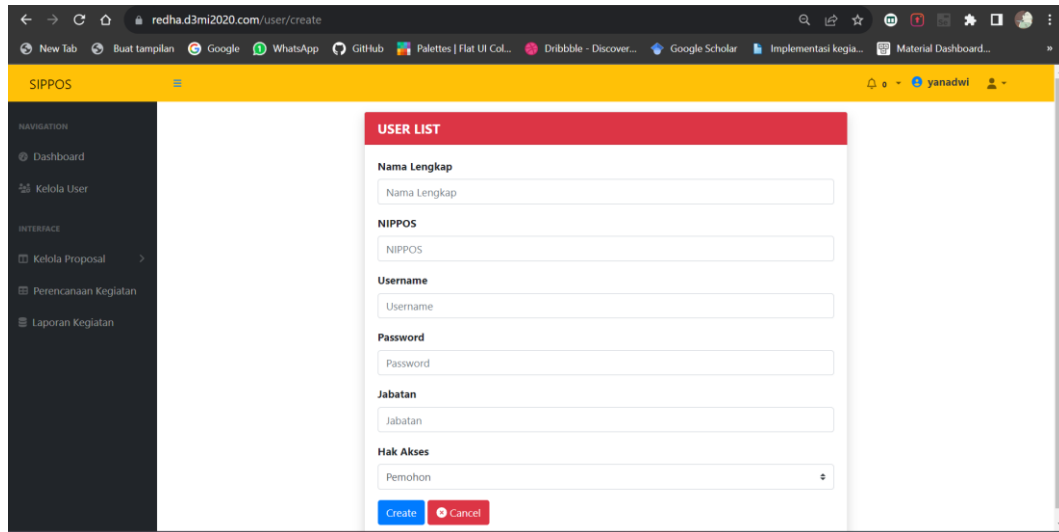 redha.d3mi2020.com/user/create
New Tab Buat tampilan Google WhatsApp GitHub Palettes | Flat UI Col... Dribbble - Discover... Google Scholar Implementasi kegia... Material Dashboard... »
SIPPOS 0 yanadwi
NAVIGATION
Dashboard
Kelola User
INTERFACE
Kelola Proposal
Perencanaan Kegiatan
Laporan Kegiatan
USER LIST
Nama Lengkap
Nama Lengkap
NIPPOS
NIPPOS
Username
Username
Password
Password
Jabatan
Jabatan
Hak Akses
Pemohon
Create Cancel